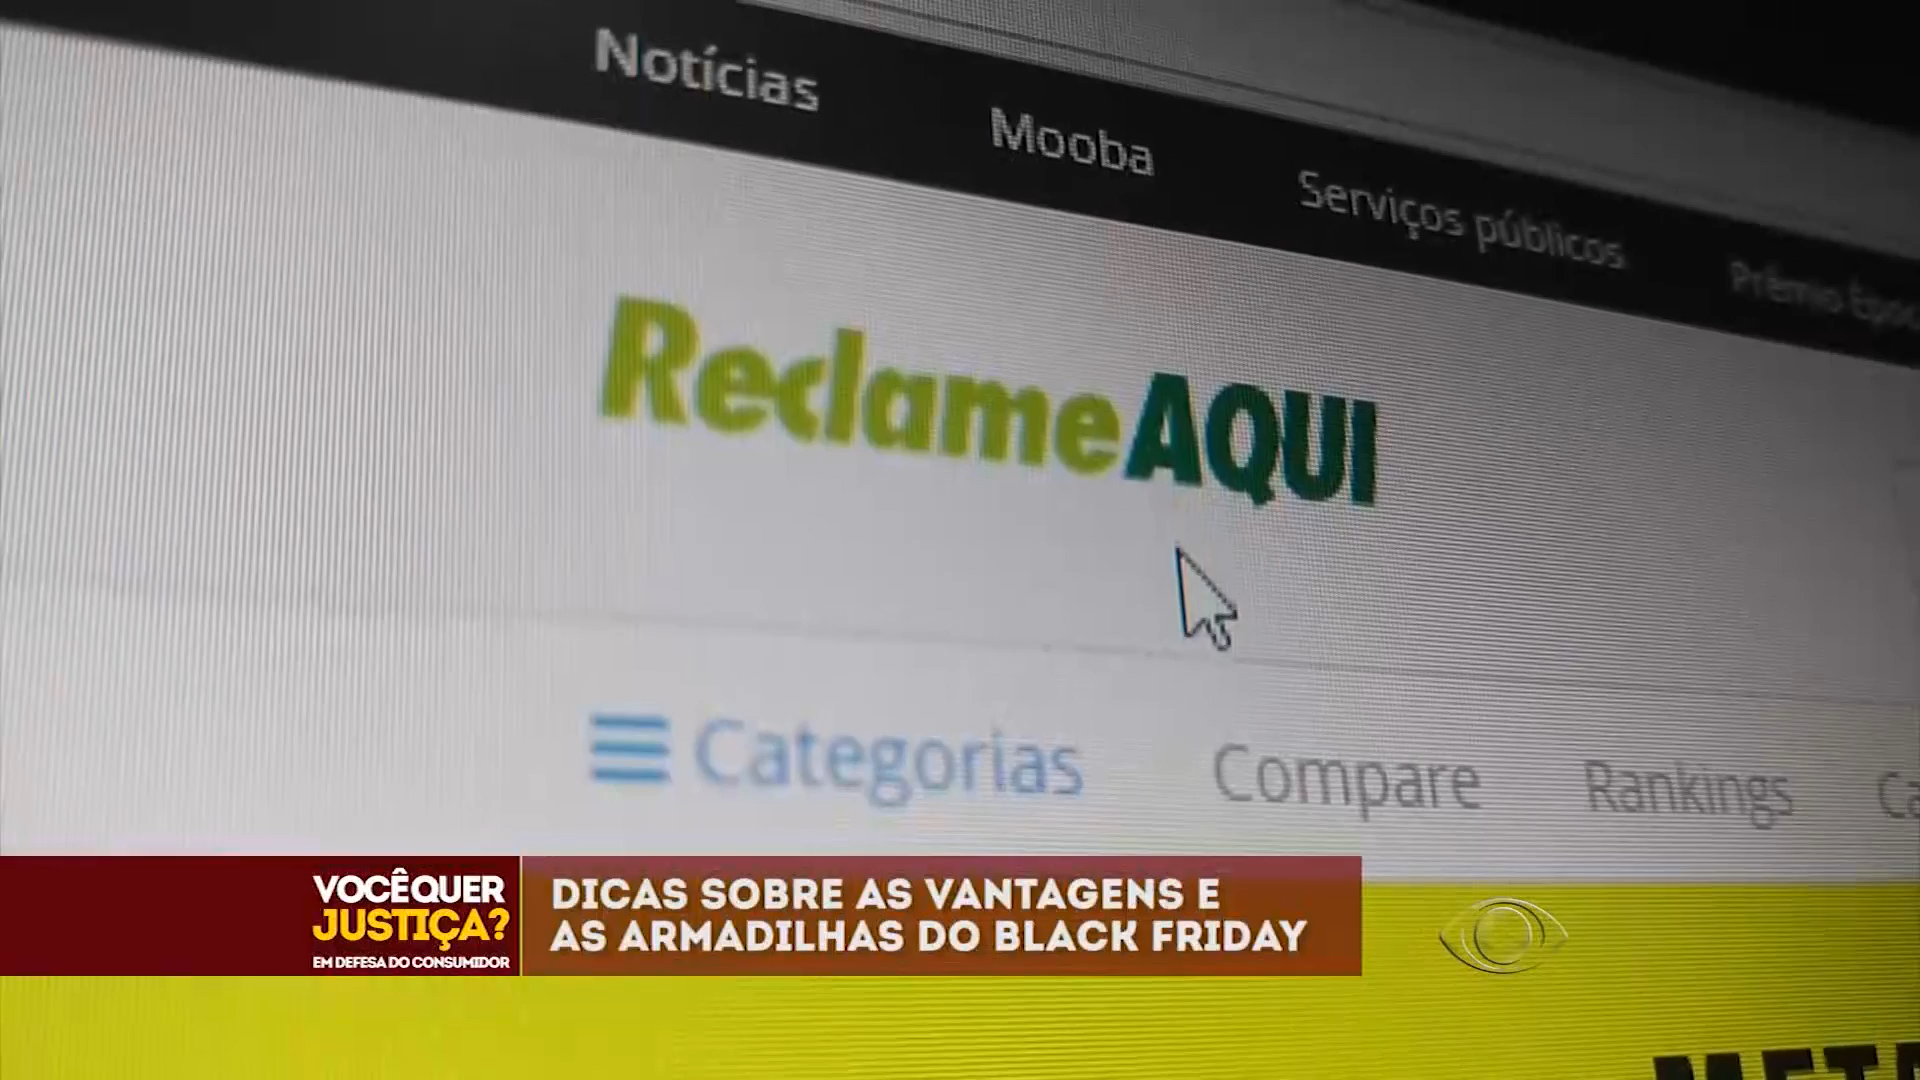 Notícias
Mooba
Serviços públicos
Prêmio
ReclameAQUI
Categorias
Compare
Rankings
VOCÊ QUER
JUSTIÇA?
EM DEFESA DO CONSUMIDOR
DICAS SOBRE AS VANTAGENS E
AS ARMADILHAS DO BLACK FRIDAY